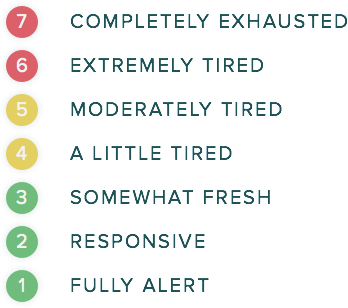 7 COMPLETELY EXHAUSTED
6 EXTREMELY TIRED
5 MODERATELY TIRED
4 A LITTLE TIRED
3 SOMEWHAT FRESH
2 RESPONSIVE
1 FULLY ALERT